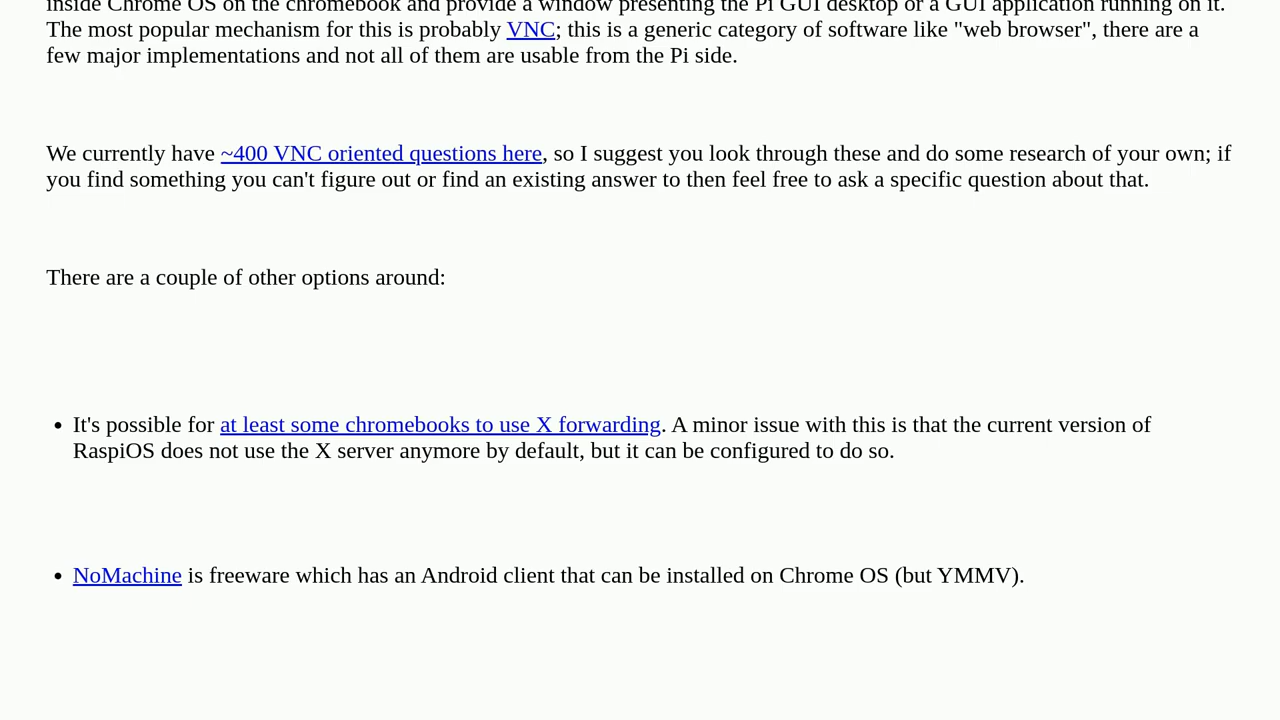 inside Chrome OS on the chromebook and provide a window presenting the Pi GUI desktop or a GUI application running on it.
The most popular mechanism for this is probably VNC; this is a generic category of software like "web browser", there are a
few major implementations and not all of them are usable from the Pi side.
We currently have ~400 VNC oriented questions here, so I suggest you look through these and do some research of your own; if
you find something you can't figure out or find an existing answer to then feel free to ask a specific question about that.
There are a couple of other options around:
• It's possible for at least some chromebooks to use X forwarding. A minor issue with this is that the current version of
RaspiOS does not use the X server anymore by default, but it can be configured to do so.
• NoMachine is freeware which has an Android client that can be installed on Chrome OS (but YMMV).